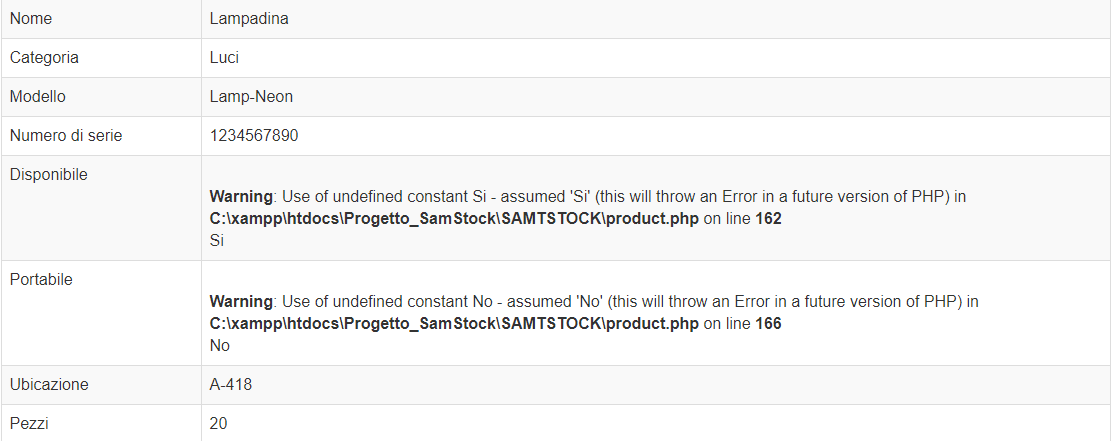 Nome Lampadina
Categoria Luci
Modello Lamp-Neon
Numero di serie 1234567890
Disponibile
Warning: Use of undefined constant Si - assumed 'Si' (this will throw an Error in a future version of PHP) in
C:\xampp\htdocs\Progetto_SamStock\SAMTSTOCK\product.php on line 162
Si
Portabile
Warning: Use of undefined constant No - assumed 'No' (this will throw an Error in a future version of PHP) in
C:\xampp\htdocs\Progetto_SamStock\SAMTSTOCK\product.php on line 166
No
Ubicazione A-418
Pezzi 20